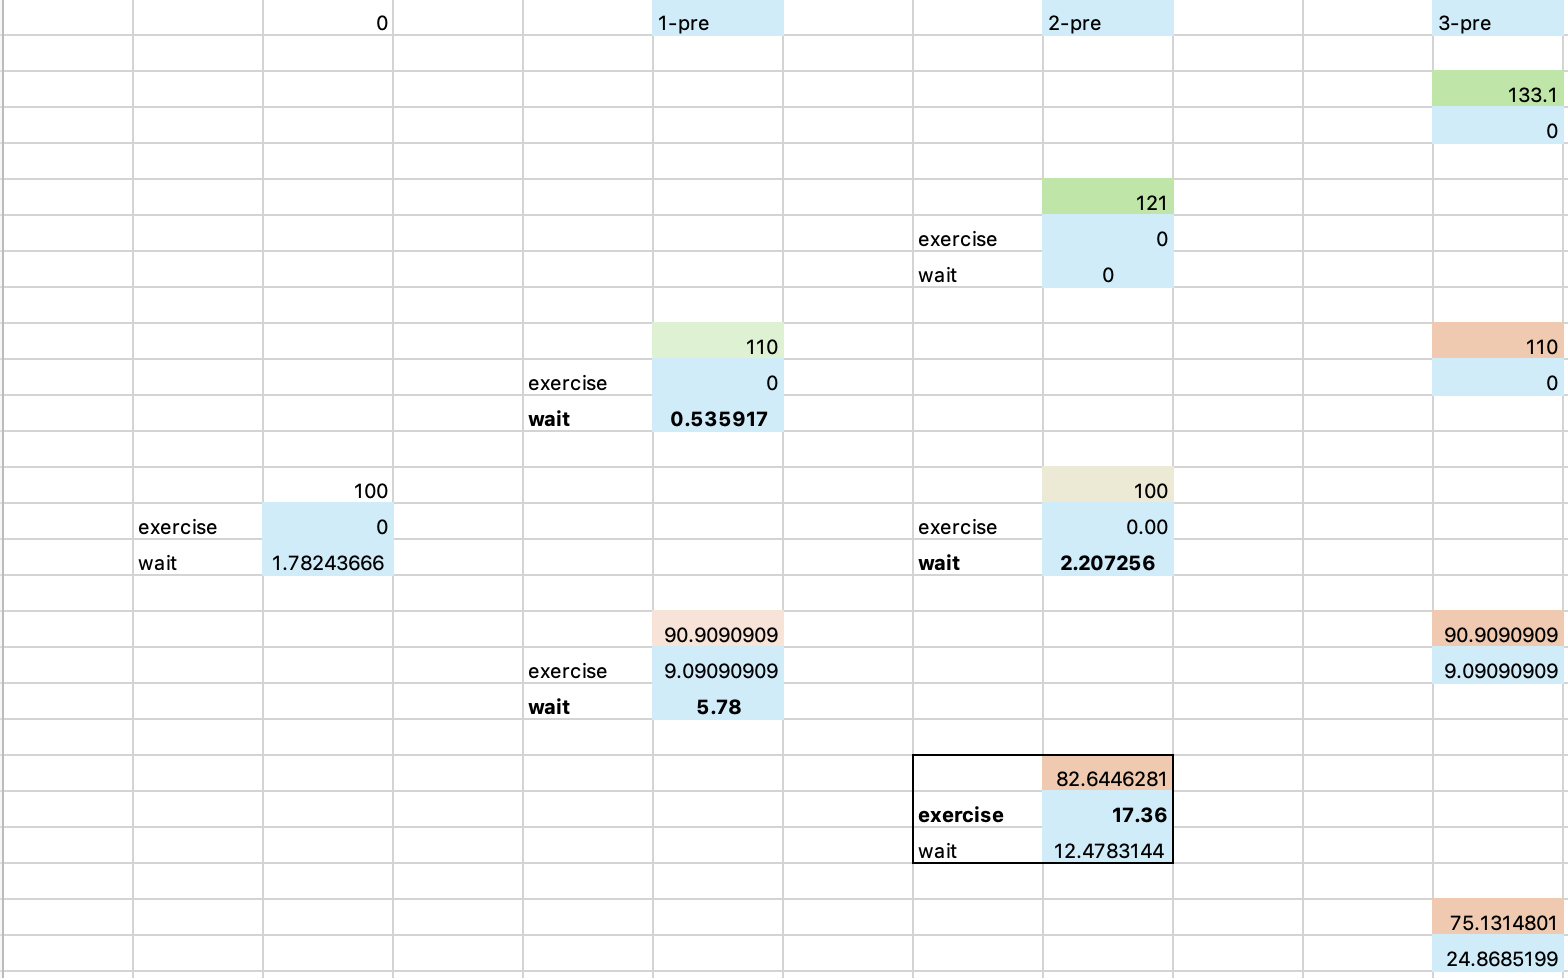 0 1-pre 2-pre 3-pre
133.1
0
121
exercise 0
wait 0
110 110
exercise 0 0
wait 0.535917
100 100
exercise 0 exercise 0.00
wait 1.78243666 wait 2.207256
90.9090909 90.9090909
exercise 9.09090909 9.09090909
wait 5.78
82.6446281
exercise 17.36
wait 12.4783144
75.1314801
24.8685199